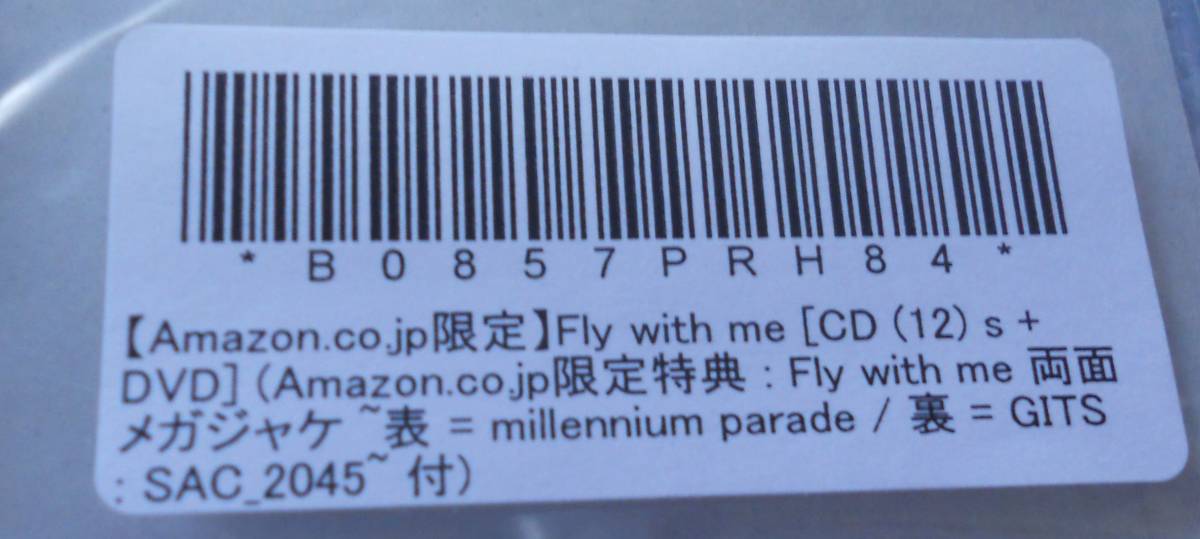 * B 0 8 5 7 P R H 8 4 *
【Amazon.co.jp限定】Fly with me [CD (12) s +
DVD] (Amazon.co.jp限定特典 : Fly with me 両面
メガジャケ ~表 = millennium parade / 裏 = GITS
: SAC_2045~ 付)